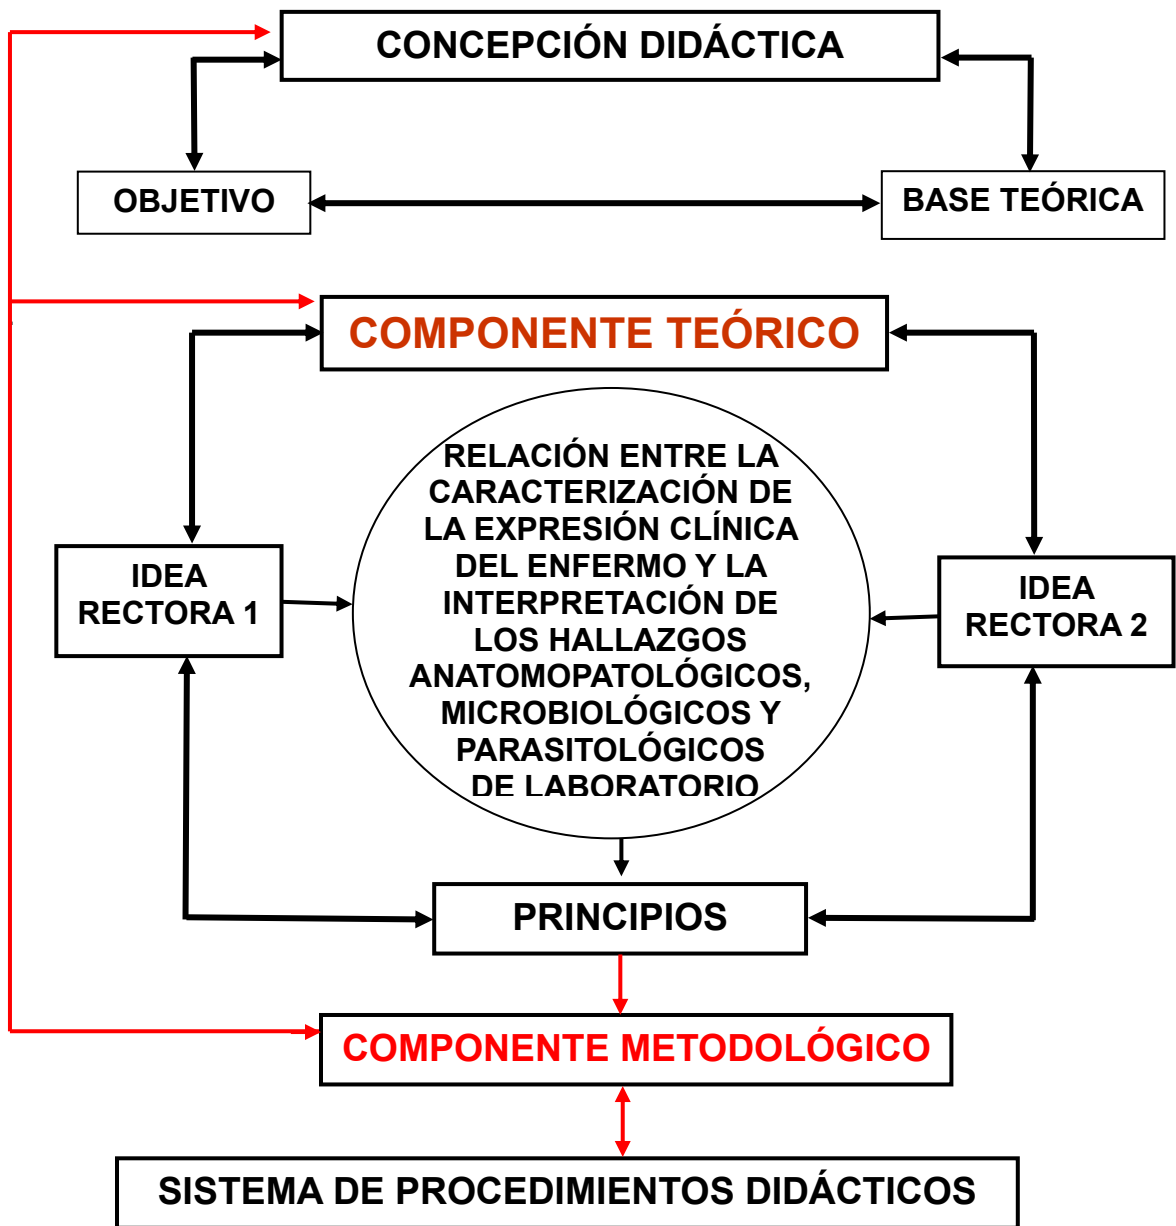 CONCEPCIÓN DIDÁCTICA
OBJETIVO
BASE TEÓRICA
COMPONENTE TEÓRICO
RELACIÓN ENTRE LA
CARACTERIZACIÓN DE
LA EXPRESIÓN CLÍNICA
DEL ENFERMO Y LA
INTERPRETACIÓN DE
LOS HALLAZGOS
ANATOMOPATOLÓGICOS,
MICROBIOLÓGICOS Y
PARASITOLÓGICOS
DE LABORATORIO
IDEA
RECTORA 1
IDEA
RECTORA 2
PRINCIPIOS
COMPONENTE METODOLÓGICO
SISTEMA DE PROCEDIMIENTOS DIDÁCTICOS